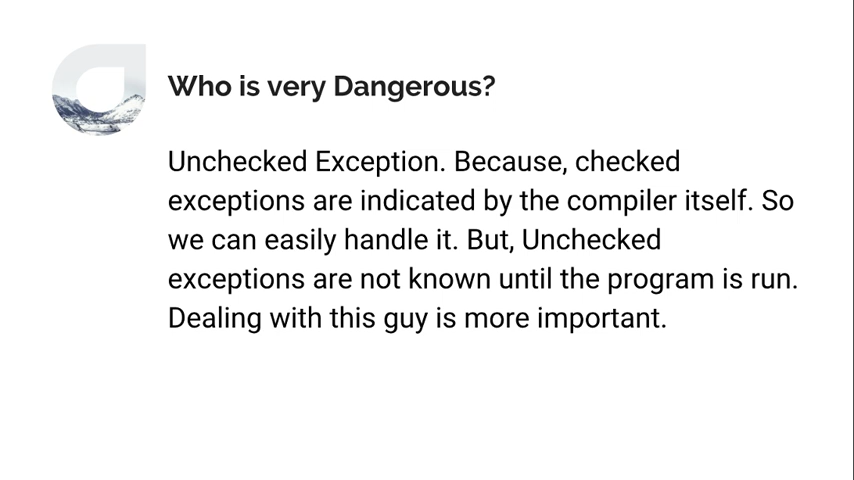 Who is very Dangerous?
Unchecked Exception. Because, checked
exceptions are indicated by the compiler itself. So
we can easily handle it. But, Unchecked
exceptions are not known until the program is run.
Dealing with this guy is more important.